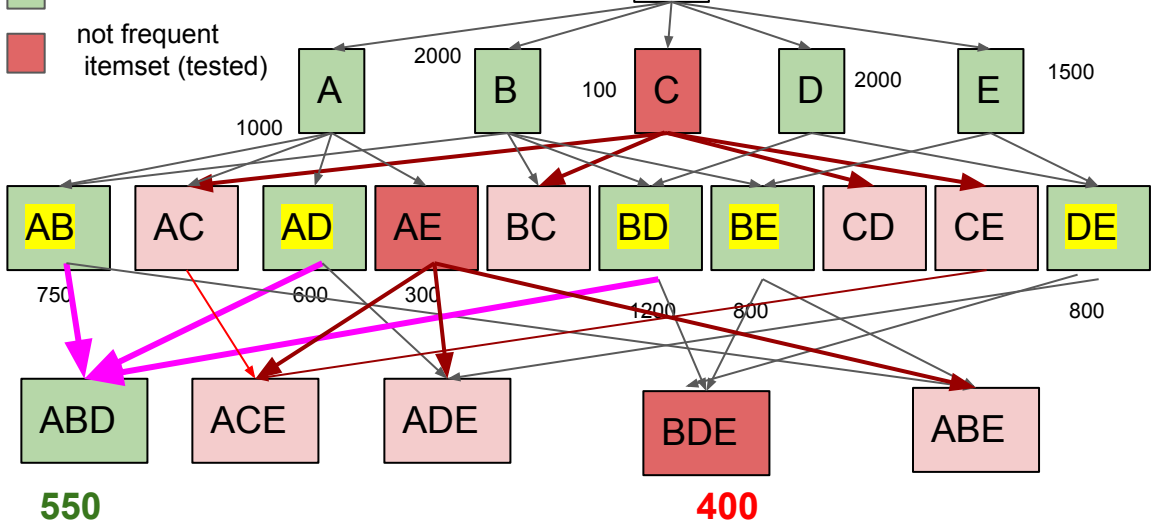 not frequent
itemset (tested)
A 2000 B 100 C D 2000 E 1500
1000
AB AC AD AE BC BD BE CD CE DE
750 600 300 1200 800 800
ABD ACE ADE BDE ABE
550 400